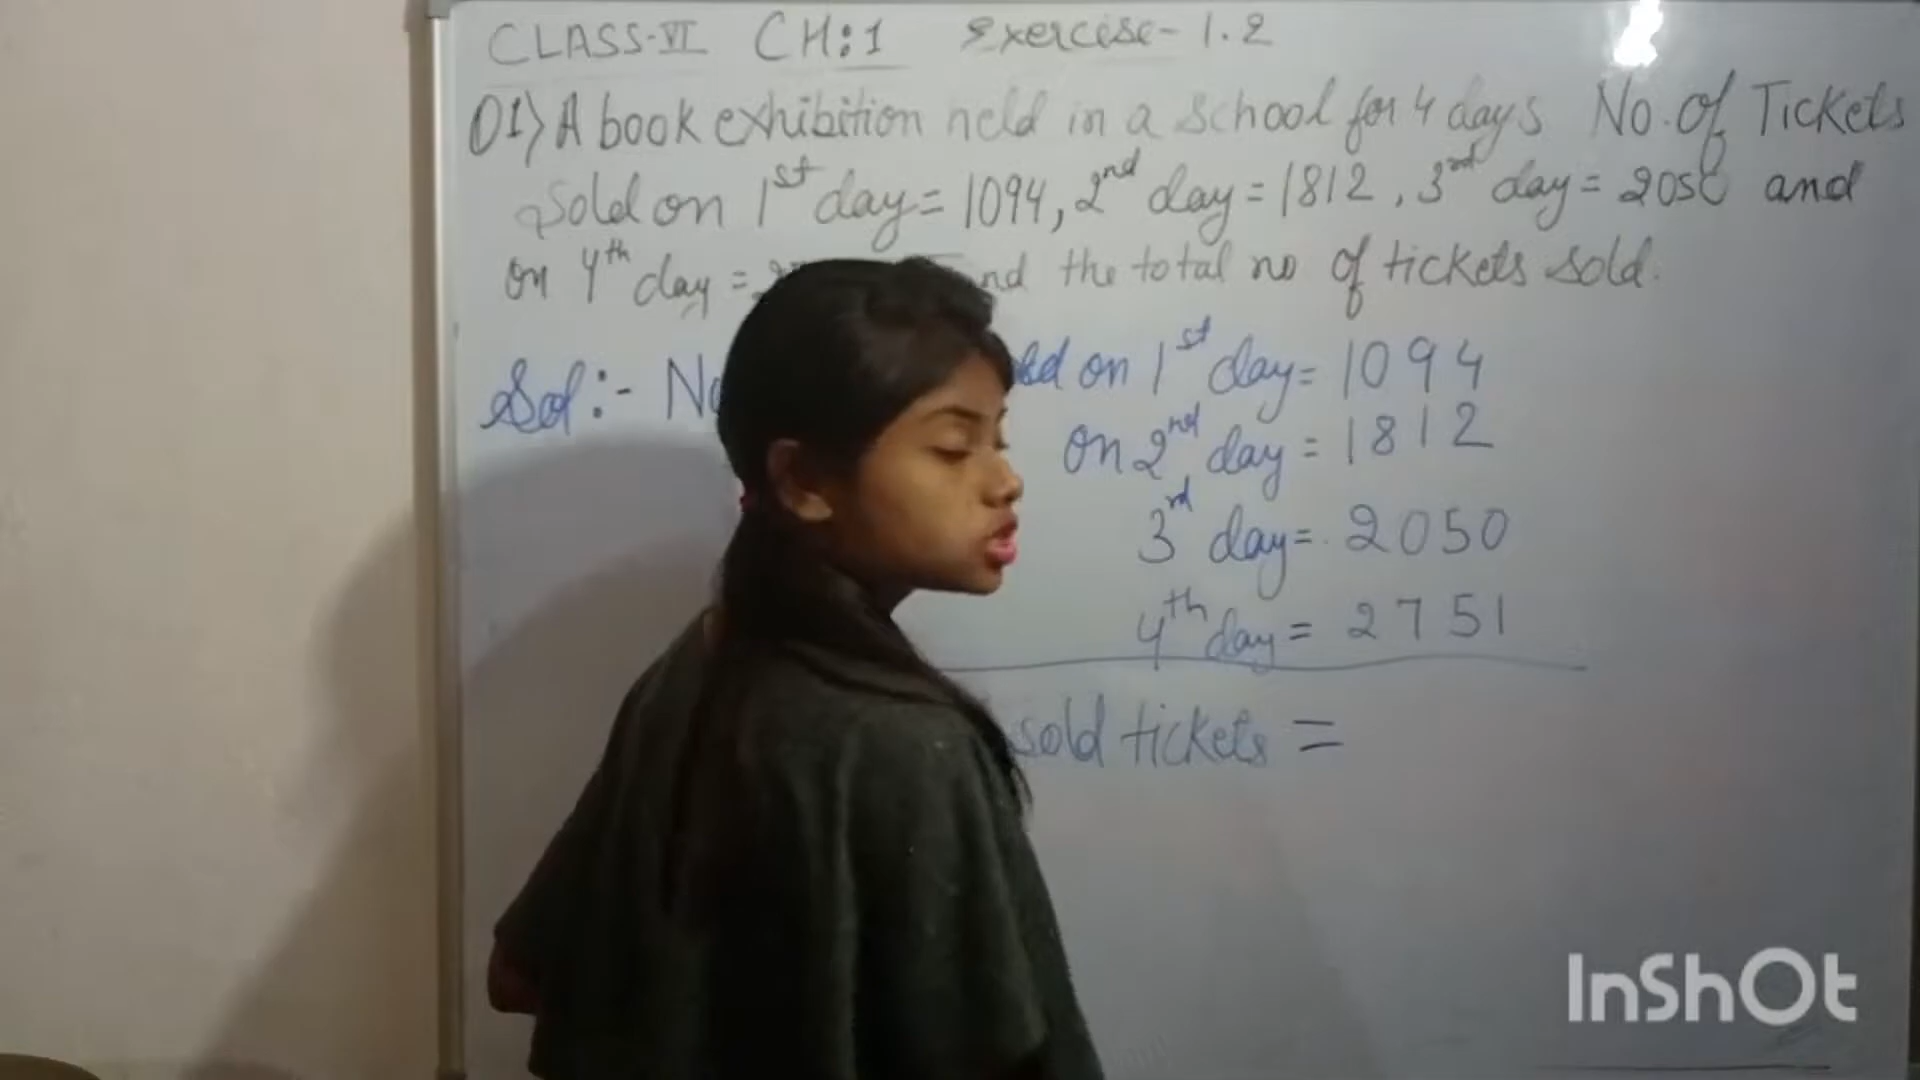 CLASS-VI CH:1 Exercise-1.2
Q1) A book exhibition held in a school for 4 days No. of Tickets
sold on 1st day = 1094, 2nd day = 1812, 3rd day = 2050 and
on 4th day = the total no of tickets sold.
Sol:- on 1st day = 1094
on 2nd day = 1812
3rd day = 2050
4th day = 2751
sold tickets =
InShOt